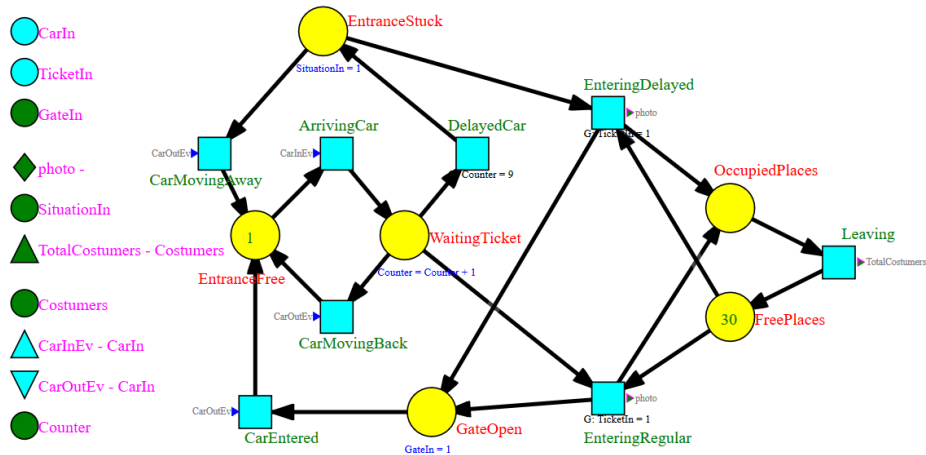 CarIn
TicketIn
GateIn
photo -
SituationIn
TotalCostumers - Costumers
Costumers
CarInEv - CarIn
CarOutEv - CarIn
Counter
EntranceStuck
SituationIn = 1
EnteringDelayed
photo
G: TicketIn = 1
ArrivingCar
CarInEv
DelayedCar
Counter = 9
CarOutEv
CarMovingAway
OccupiedPlaces
1
EntranceFree
WaitingTicket
Counter = Counter + 1
Leaving
TotalCostumers
CarOutEv
CarMovingBack
30
FreePlaces
photo
G: TicketIn = 1
EnteringRegular
CarOutEv
CarEntered
GateOpen
GateIn = 1